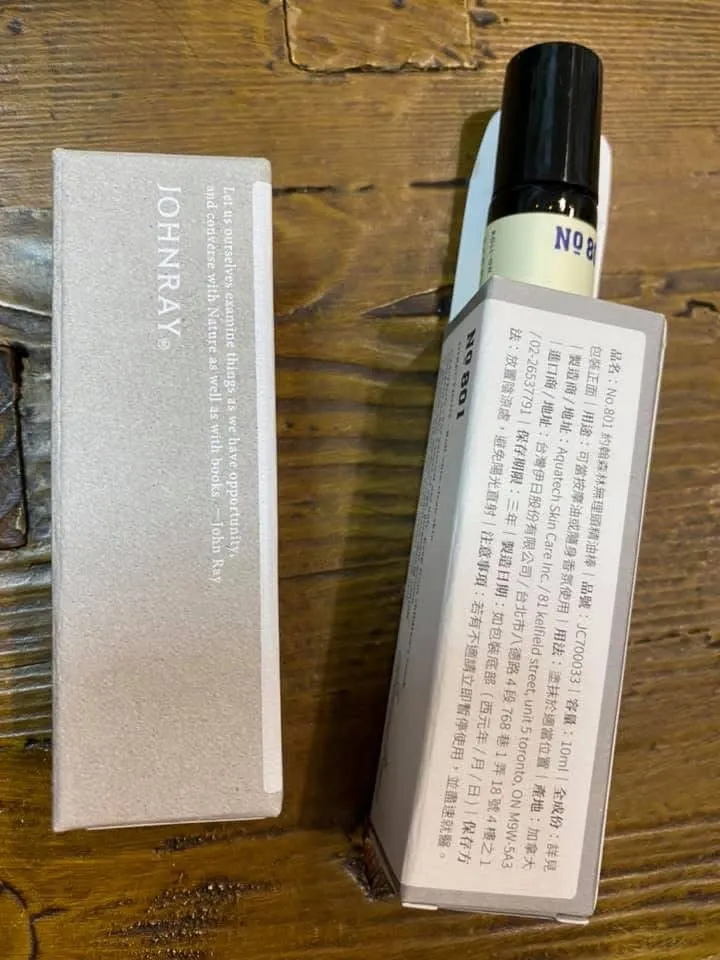 Let us ourselves examine things as we have opportunity,
and converse with Nature as well as with books. —John Ray
JOHNRAY®
No 80
NO 801
品名：No.801 約翰森林無理頭精油棒｜品號：JC700033｜容量：10ml｜全成份：詳見
包裝正面｜用途：可當按摩油或隨身香氛使用｜用法：塗抹於適當位置｜產地：加拿大
｜製造商/地址：Aquatech Skin Care Inc. / 81 kelfield street, unit 5 toronto, ON M9W-5A3
｜進口商/地址：台灣伊日股份有限公司/台北市八德路4段768巷1弄18號4樓之1
/ 02-26537791｜保存期限：三年｜製造日期：如包裝底部（西元年/月/日）｜保存方
法：放置陰涼處，避免陽光直射｜注意事項：若有不適請立即暫停使用，並盡速就醫。